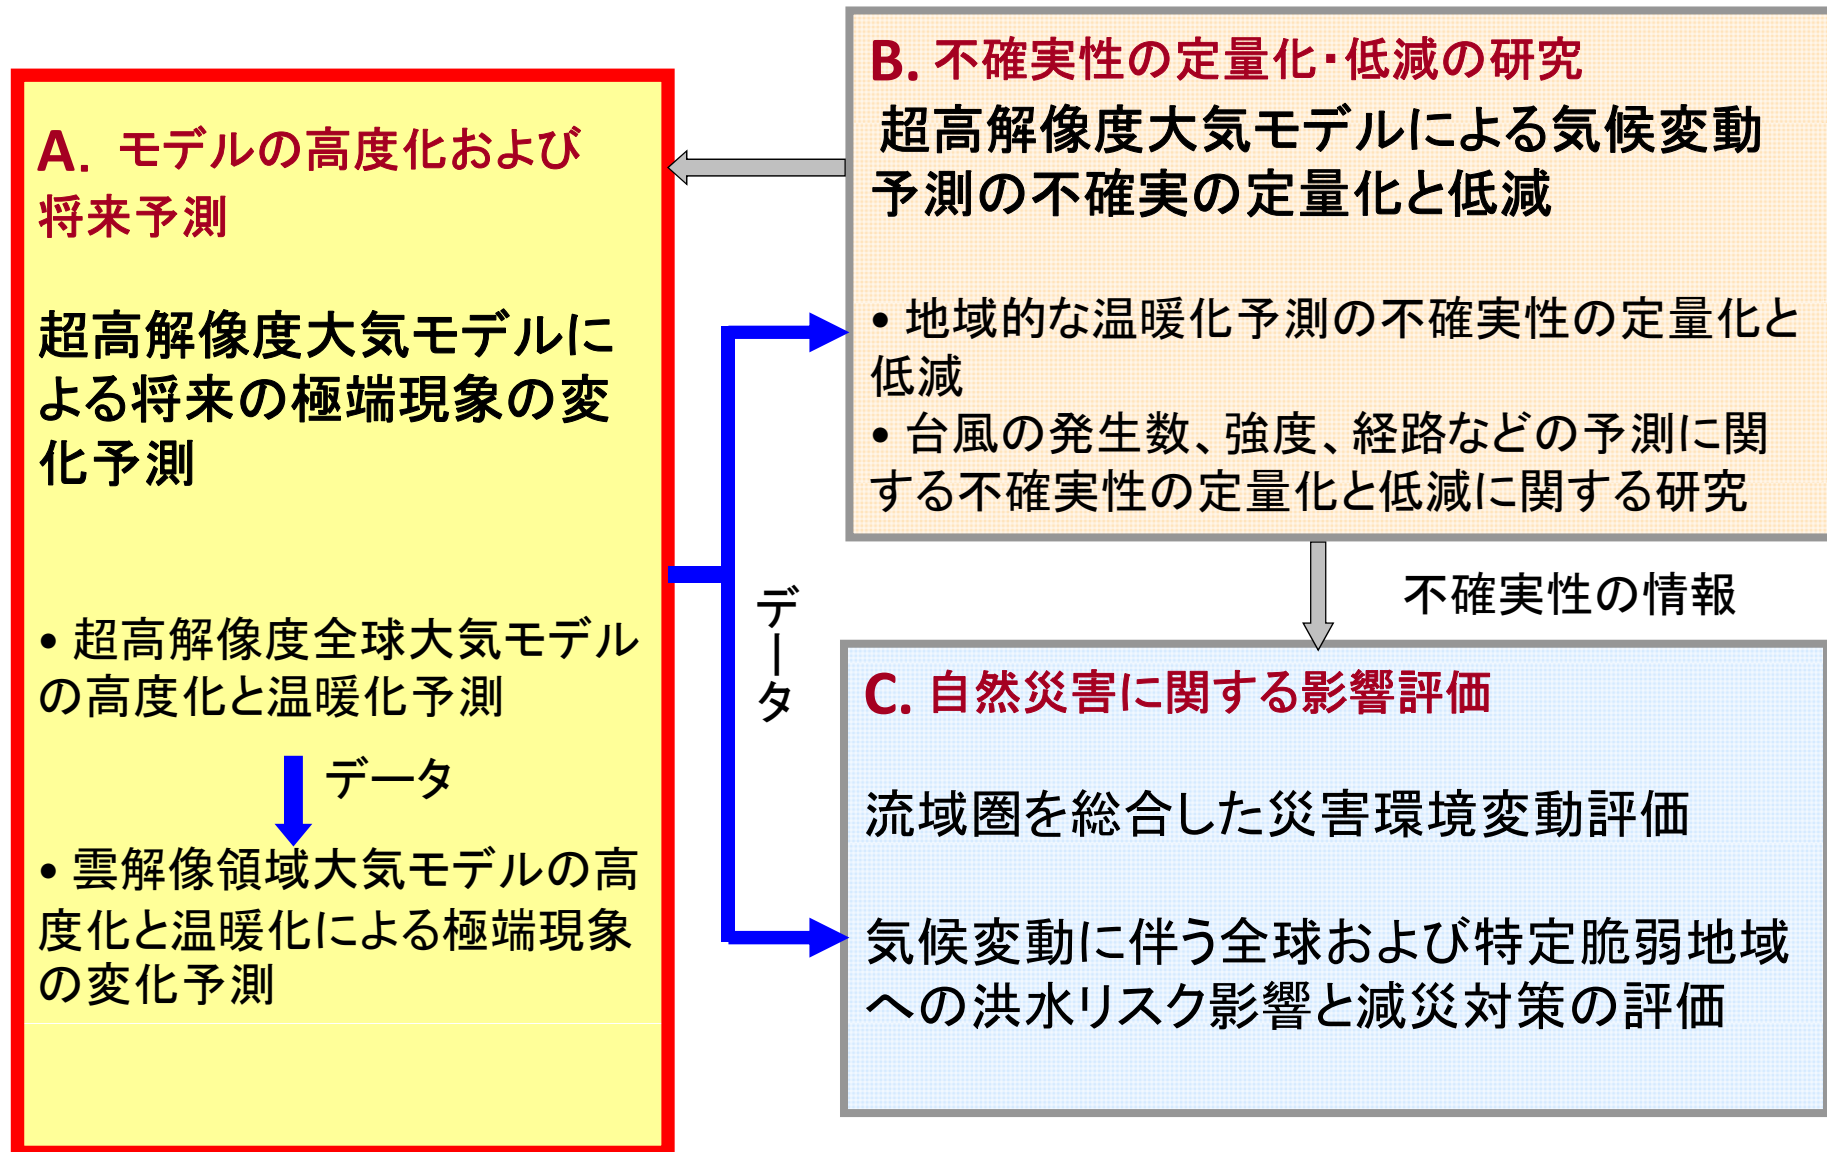 A. モデルの高度化および
将来予測
超高解像度大気モデルに
よる将来の極端現象の変
化予測
• 超高解像度全球大気モデル
の高度化と温暖化予測
データ
• 雲解像領域大気モデルの高
度化と温暖化による極端現象
の変化予測
データ
B. 不確実性の定量化・低減の研究
超高解像度大気モデルによる気候変動
予測の不確実の定量化と低減
• 地域的な温暖化予測の不確実性の定量化と
低減
• 台風の発生数、強度、経路などの予測に関
する不確実性の定量化と低減に関する研究
不確実性の情報
C. 自然災害に関する影響評価
流域圏を総合した災害環境変動評価
気候変動に伴う全球および特定脆弱地域
への洪水リスク影響と減災対策の評価